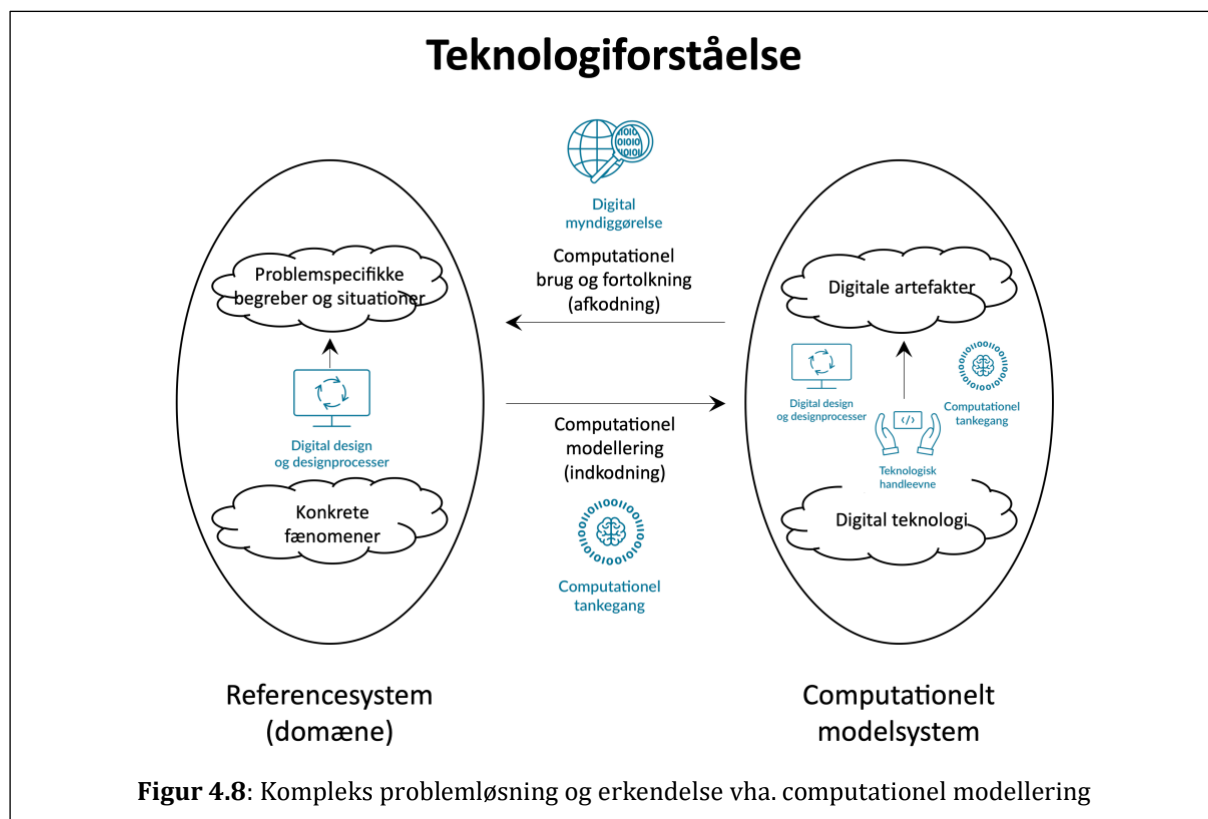 Teknologiforståelse
Digital
myndiggørelse
Computationel
brug og fortolkning
(afkodning)
Problemspecifikke
begreber og situationer
Digital design
og designprocesser
Konkrete
fænomener
Computationel
modellering
(indkodning)
Computationel
tankegang
Digitale artefakter
Digital design
og designprocesser
Computationel
tankegang
Teknologisk
handleevne
Digital teknologi
Referencesystem
(domæne)
Computationelt
modelsystem
Figur 4.8: Kompleks problemløsning og erkendelse vha. computationel modellering